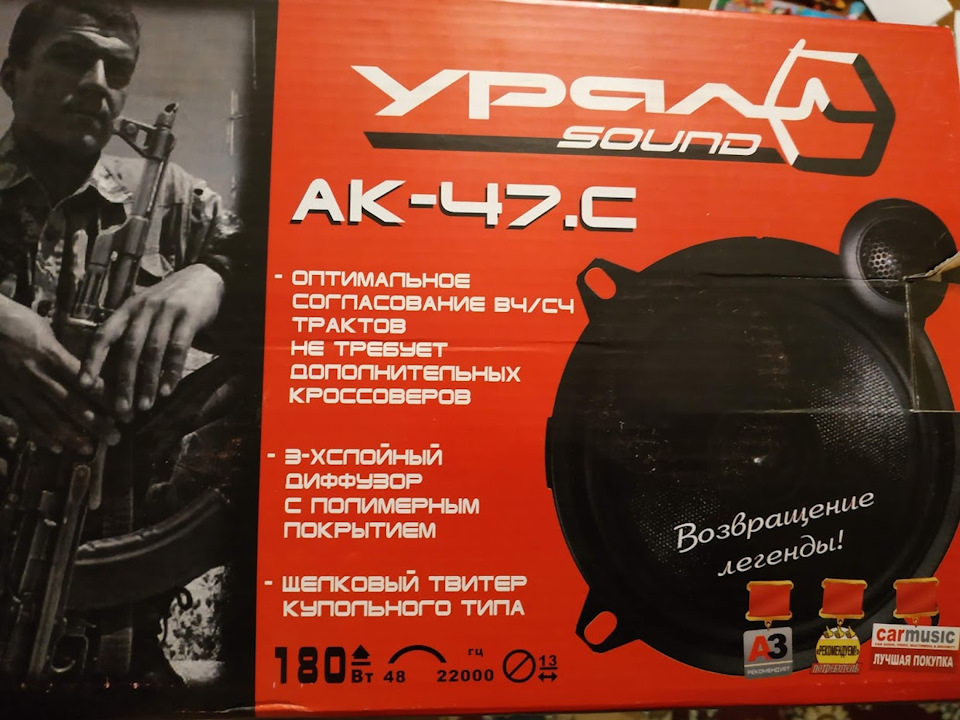 УРАЛ
SOUND
АК-47.С
- ОПТИМАЛЬНОЕ
СОГЛАСОВАНИЕ ВЧ/СЧ
ТРАКТОВ
НЕ ТРЕБУЕТ
ДОПОЛНИТЕЛЬНЫХ
КРОССОВЕРОВ
- 3-ХСЛОЙНЫЙ
ДИФФУЗОР
С ПОЛИМЕРНЫМ
ПОКРЫТИЕМ
- ШЕЛКОВЫЙ ТВИТЕР
КУПОЛЬНОГО ТИПА
Возвращение
легенды!
180 Вт 48 ГЦ 22000 13
А3
РЕКОМЕНДУЕТ
РЕКОМЕНДУЕМ!
carmusic
ЛУЧШАЯ ПОКУПКА